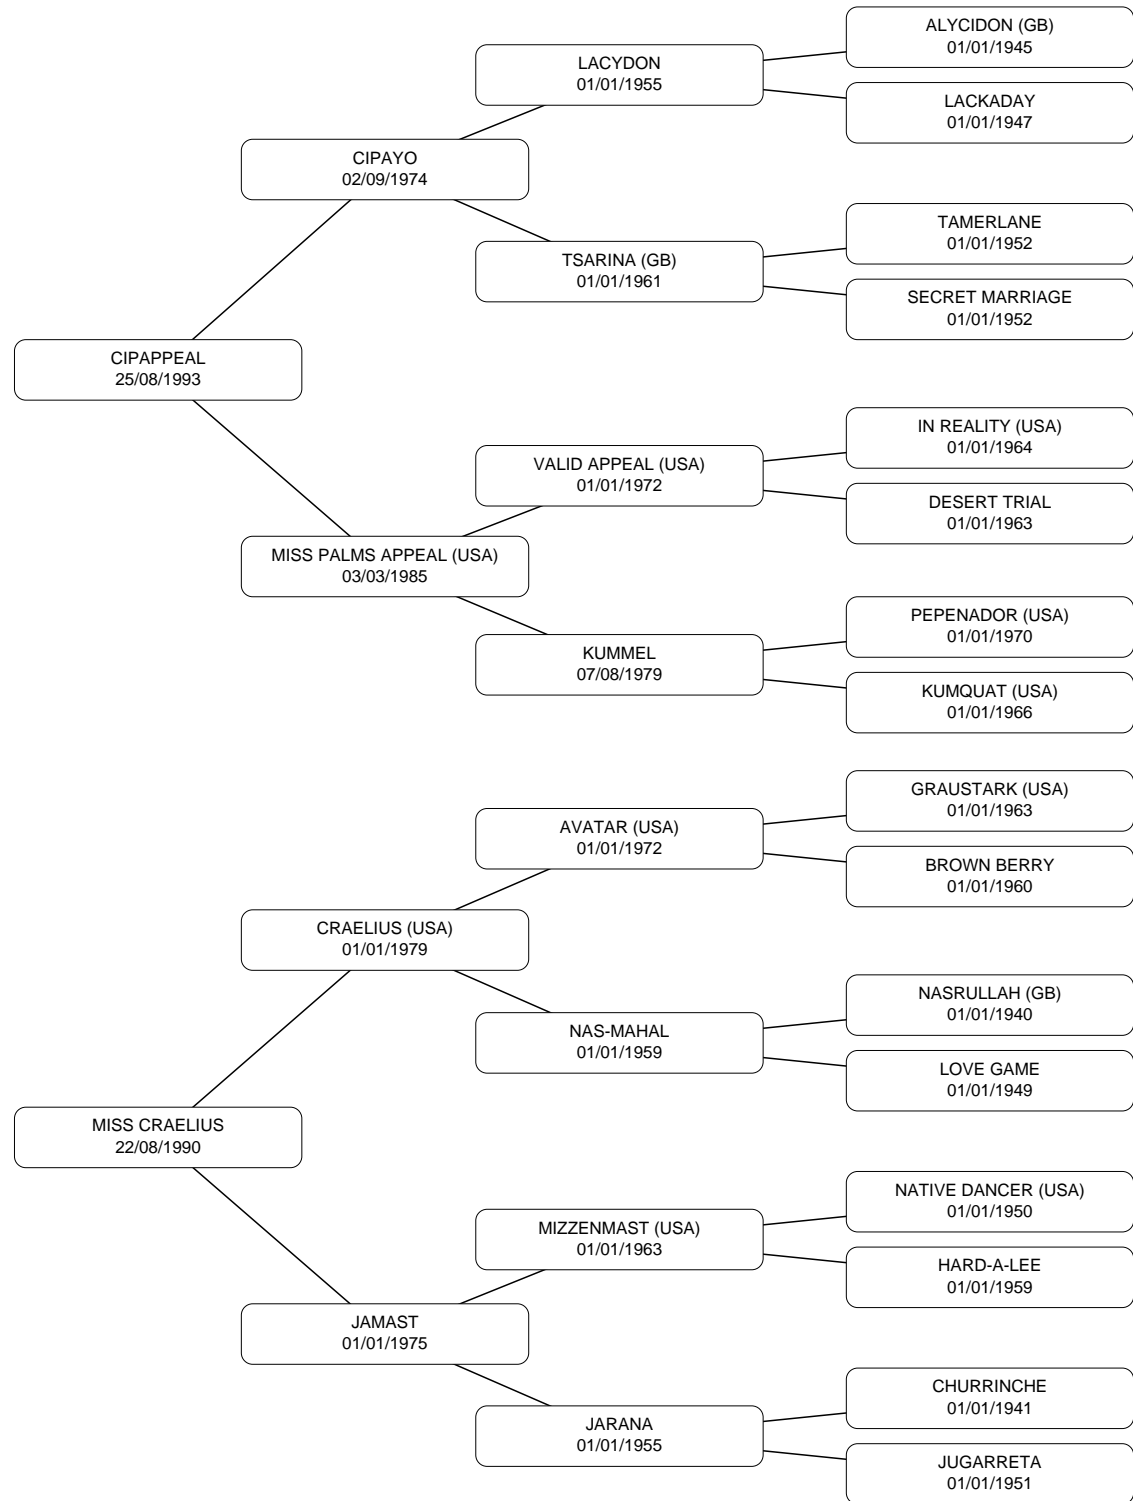 ALYCIDON (GB)
01/01/1945
LACYDON
01/01/1955
LACKADAY
01/01/1947
CIPAYO
02/09/1974
TAMERLANE
01/01/1952
TSARINA (GB)
01/01/1961
SECRET MARRIAGE
01/01/1952
CIPAPPEAL
25/08/1993
IN REALITY (USA)
01/01/1964
VALID APPEAL (USA)
01/01/1972
DESERT TRIAL
01/01/1963
MISS PALMS APPEAL (USA)
03/03/1985
PEPENADOR (USA)
01/01/1970
KUMMEL
07/08/1979
KUMQUAT (USA)
01/01/1966
GRAUSTARK (USA)
01/01/1963
AVATAR (USA)
01/01/1972
BROWN BERRY
01/01/1960
CRAELIUS (USA)
01/01/1979
NASRULLAH (GB)
01/01/1940
NAS-MAHAL
01/01/1959
LOVE GAME
01/01/1949
MISS CRAELIUS
22/08/1990
NATIVE DANCER (USA)
01/01/1950
MIZZENMAST (USA)
01/01/1963
HARD-A-LEE
01/01/1959
JAMAST
01/01/1975
CHURRINCHE
01/01/1941
JARANA
01/01/1955
JUGARRETA
01/01/1951